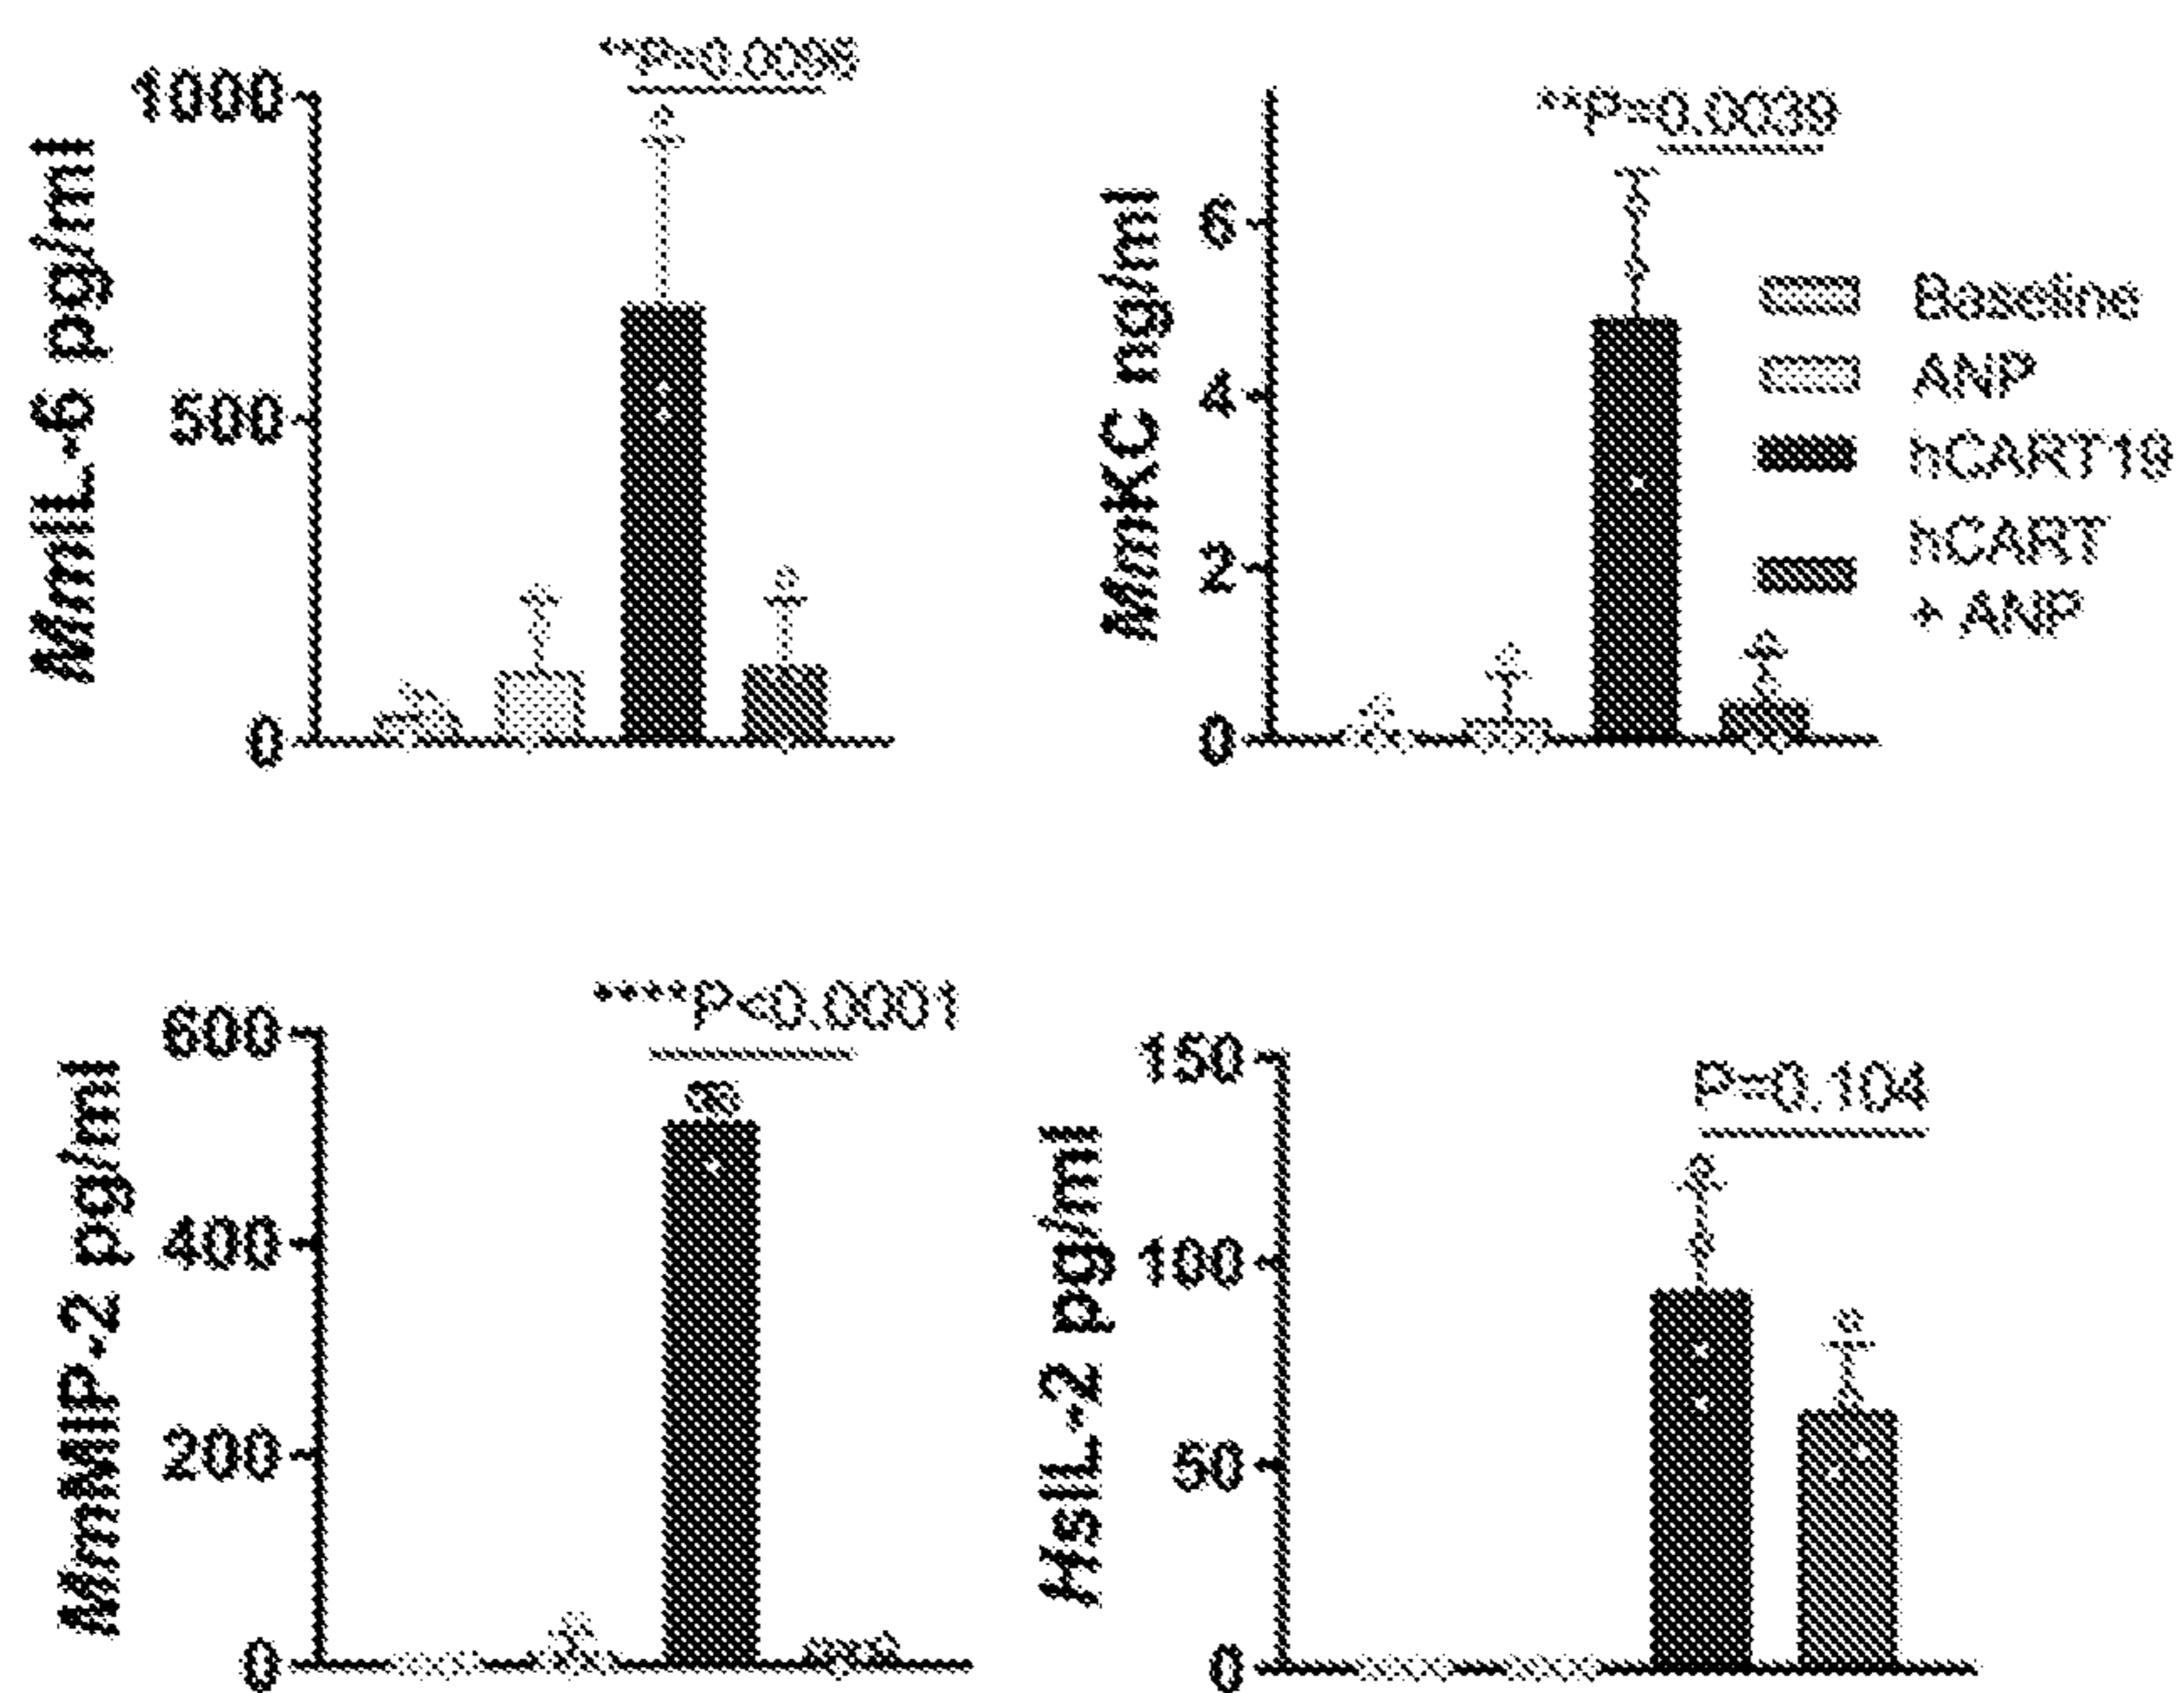 MmIL-6 pg/ml
1000
500
0
MmKC ng/ml
6
4
2
0
**P=0.0039
Baseline
ANP
hCART19
hCART
+ ANP
MmMIP-2 pg/ml
600
400
200
0
****P<0.0001
HsIL-2 pg/ml
150
100
50
0
P=0.104